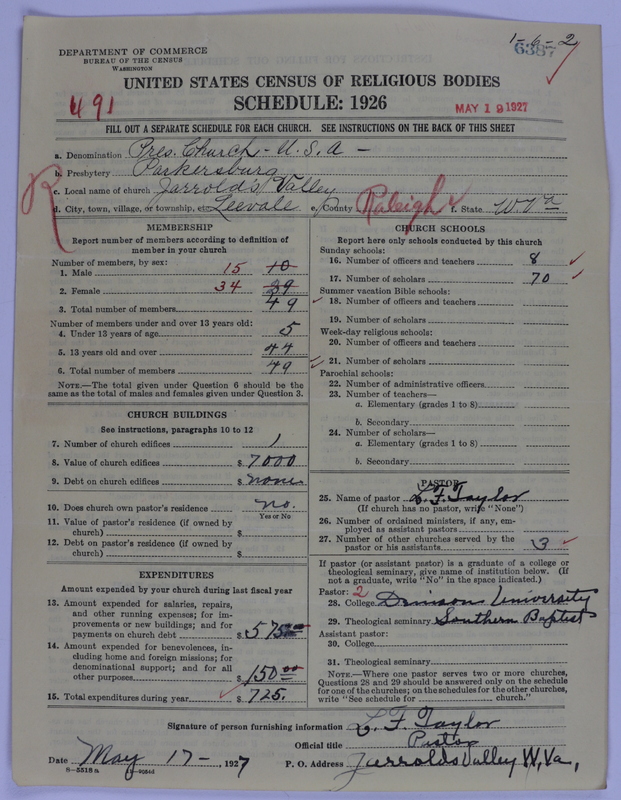 1-6-2
6387
DEPARTMENT OF COMMERCE
BUREAU OF THE CENSUS
WASHINGTON
UNITED STATES CENSUS OF RELIGIOUS BODIES
SCHEDULE: 1926
491
MAY 19 1927
FILL OUT A SEPARATE SCHEDULE FOR EACH CHURCH. SEE INSTRUCTIONS ON THE BACK OF THIS SHEET
a. Denomination Pres. Church - U.S.A -
b. Presbytery Parkersburg
c. Local name of church Jarrolds Valley
d. City, town, village, or township, etc. Leevale e. County Raleigh f. State W. Va
R
MEMBERSHIP
Report number of members according to definition of
member in your church
Number of members, by sex:
1. Male 15 10
2. Female 34 39
3. Total number of members 49
Number of members under and over 13 years old:
4. Under 13 years of age 5
5. 13 years old and over 44
6. Total number of members 49
NOTE.—The total given under Question 6 should be the
same as the total of males and females given under Question 3.
CHURCH BUILDINGS
See instructions, paragraphs 10 to 12
7. Number of church edifices 1
8. Value of church edifices $ 7000
9. Debt on church edifices $ none
10. Does church own pastor's residence no.
Yes or No
11. Value of pastor's residence (if owned by
church) $
12. Debt on pastor's residence (if owned by
church) $
EXPENDITURES
Amount expended by your church during last fiscal year
13. Amount expended for salaries, repairs,
and other running expenses; for im-
provements or new buildings; and for
payments on church debt $ 575
14. Amount expended for benevolences, in-
cluding home and foreign missions; for
denominational support; and for all
other purposes $ 150 00
15. Total expenditures during year $ 725.
CHURCH SCHOOLS
Report here only schools conducted by this church
Sunday schools:
16. Number of officers and teachers 8
17. Number of scholars 70
Summer vacation Bible schools:
18. Number of officers and teachers
19. Number of scholars
Week-day religious schools:
20. Number of officers and teachers
21. Number of scholars
Parochial schools:
22. Number of administrative officers
23. Number of teachers—
a. Elementary (grades 1 to 8)
b. Secondary
24. Number of scholars—
a. Elementary (grades 1 to 8)
b. Secondary
PASTOR
25. Name of pastor L. F. Taylor
(If church has no pastor, write "None")
26. Number of ordained ministers, if any, em-
ployed as assistant pastors
27. Number of other churches served by the
pastor or his assistants 3
If pastor (or assistant pastor) is a graduate of a college or
theological seminary, give name of institution below. (If
not a graduate, write "No" in the space indicated.)
Pastor: 2
28. College Denison University
29. Theological seminary Southern Baptist
Assistant pastor:
30. College
31. Theological seminary
NOTE.—Where one pastor serves two or more churches,
Questions 28 and 29 should be answered only on the schedule
for one of the churches; on the schedules for the other churches,
write "See schedule for church."
Signature of person furnishing information L. F. Taylor
Official title Pastor
Date May 17 -, 1927 P. O. Address Jarrolds Valley W. Va,
8-5518 a